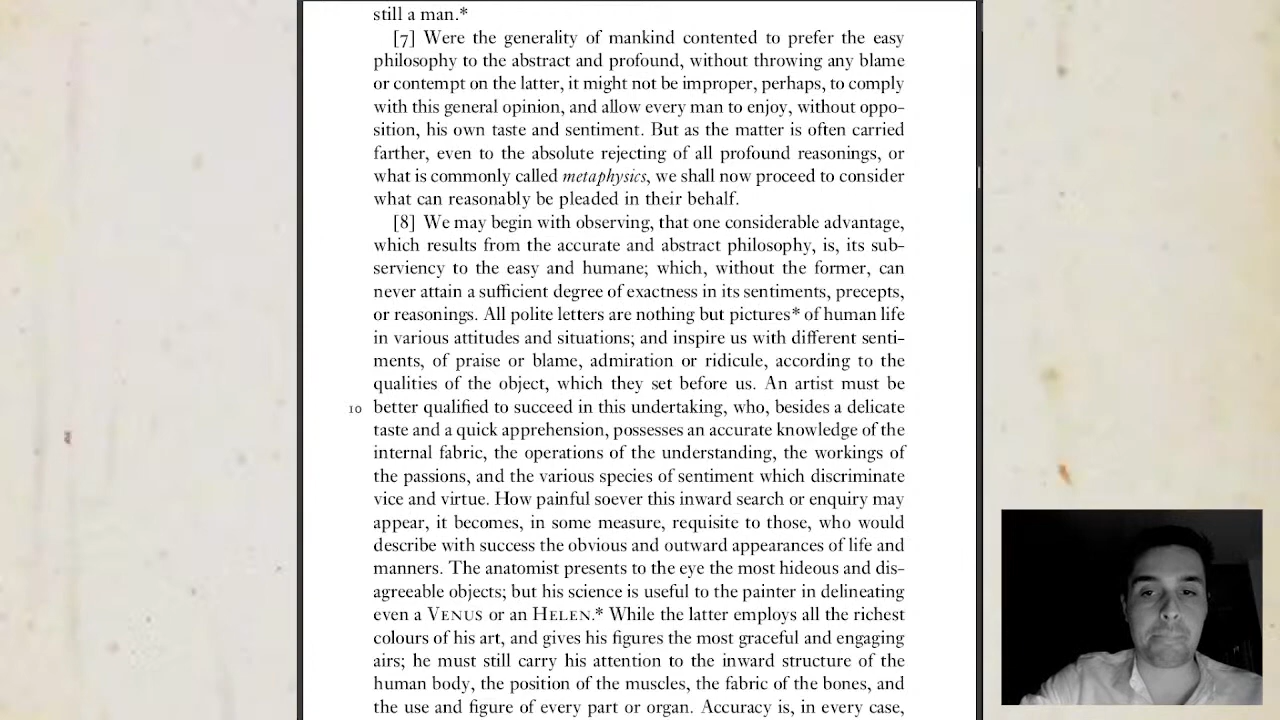 still a man.*
[7] Were the generality of mankind contented to prefer the easy
philosophy to the abstract and profound, without throwing any blame
or contempt on the latter, it might not be improper, perhaps, to comply
with this general opinion, and allow every man to enjoy, without oppo-
sition, his own taste and sentiment. But as the matter is often carried
farther, even to the absolute rejecting of all profound reasonings, or
what is commonly called metaphysics, we shall now proceed to consider
what can reasonably be pleaded in their behalf.
[8] We may begin with observing, that one considerable advantage,
which results from the accurate and abstract philosophy, is, its sub-
serviency to the easy and humane; which, without the former, can
never attain a sufficient degree of exactness in its sentiments, precepts,
or reasonings. All polite letters are nothing but pictures* of human life
in various attitudes and situations; and inspire us with different senti-
ments, of praise or blame, admiration or ridicule, according to the
qualities of the object, which they set before us. An artist must be
10 better qualified to succeed in this undertaking, who, besides a delicate
taste and a quick apprehension, possesses an accurate knowledge of the
internal fabric, the operations of the understanding, the workings of
the passions, and the various species of sentiment which discriminate
vice and virtue. How painful soever this inward search or enquiry may
appear, it becomes, in some measure, requisite to those, who would
describe with success the obvious and outward appearances of life and
manners. The anatomist presents to the eye the most hideous and dis-
agreeable objects; but his science is useful to the painter in delineating
even a VENUS or an HELEN.* While the latter employs all the richest
colours of his art, and gives his figures the most graceful and engaging
airs; he must still carry his attention to the inward structure of the
human body, the position of the muscles, the fabric of the bones, and
the use and figure of every part or organ. Accuracy is, in every case,